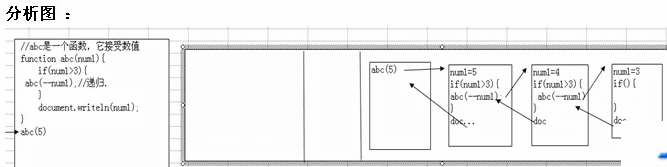 分析图 :
//abc是一个函数，它接受数值
function abc(num1){
if(num1>3){
abc(--num1);//递归.
}
document.writeln(num1);
}
abc(5)
abc(5)
num1=5
if(num1>3){
abc(--num1)
}
doc...
num1=4
if(num1>3){
abc(--num1)
}
doc
num1=3
if(){
}
doc